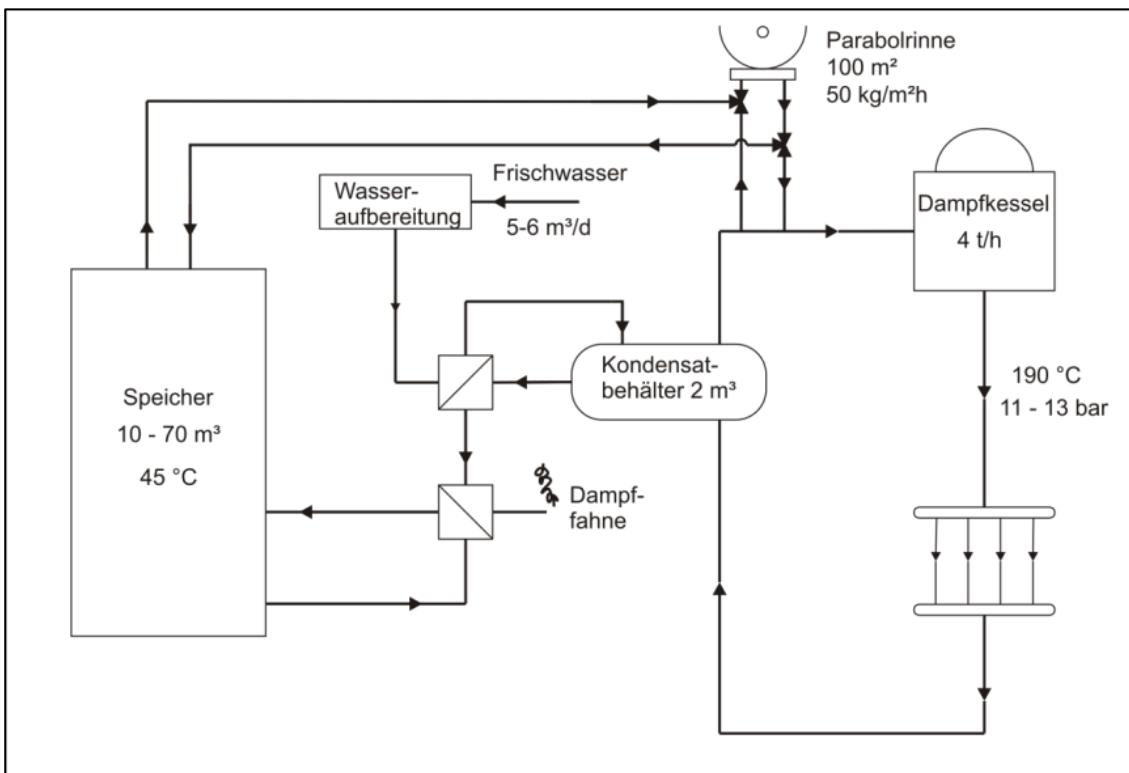 Parabolrinne
100 m²
50 kg/m²h
Frischwasser
Wasser-
aufbereitung
5-6 m³/d
Dampfkessel
4 t/h
Kondensat-
behälter 2 m³
190 °C
11 - 13 bar
Speicher
10 - 70 m³
45 °C
Dampf-
fahne